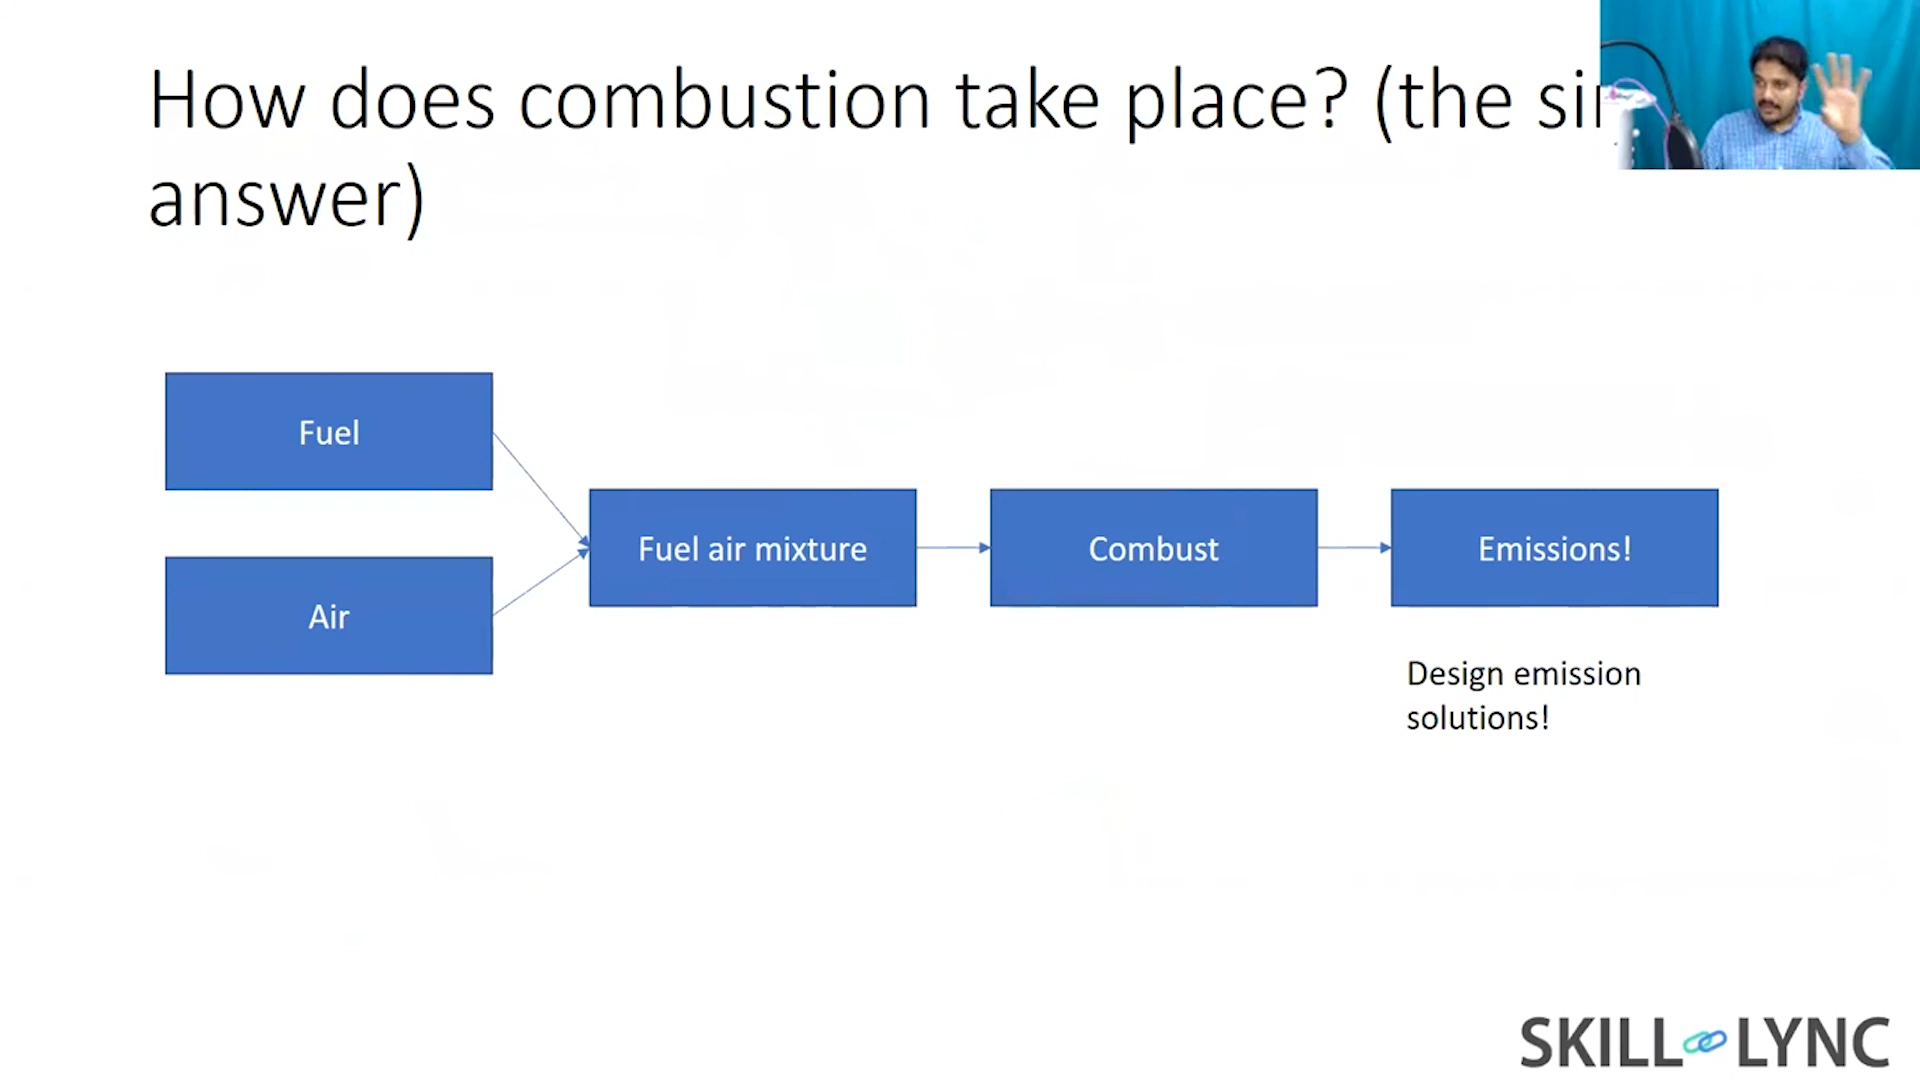 How does combustion take place? (the
answer)
Fuel
Air
Fuel air mixture
Combust
Emissions!
Design emission
solutions!
SKILL LYNC